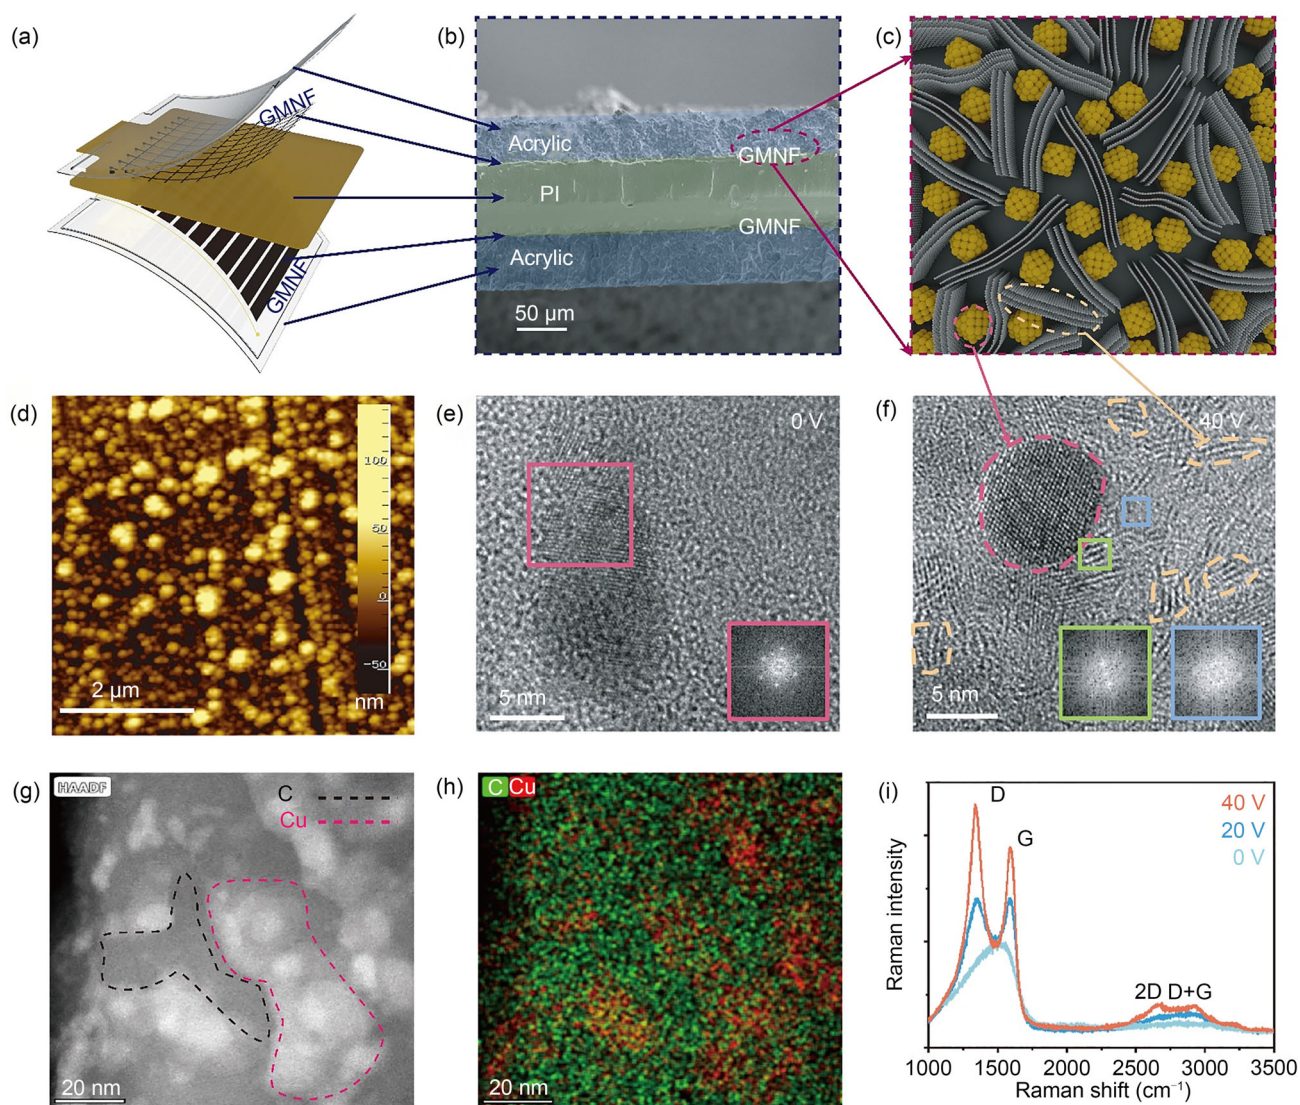 (a)
GMNF
GMNF
(b)
Acrylic
GMNF
PI
GMNF
Acrylic
50 μm
(c)
(d)
100
50
0
-50
nm
2 μm
(e)
0 V
5 nm
(f)
40 V
5 nm
(g)
HAADF
C
Cu
20 nm
(h)
C Cu
20 nm
(i)
Raman intensity
D
G
40 V
20 V
0 V
2D D+G
1000 1500 2000 2500 3000 3500
Raman shift (cm⁻¹)